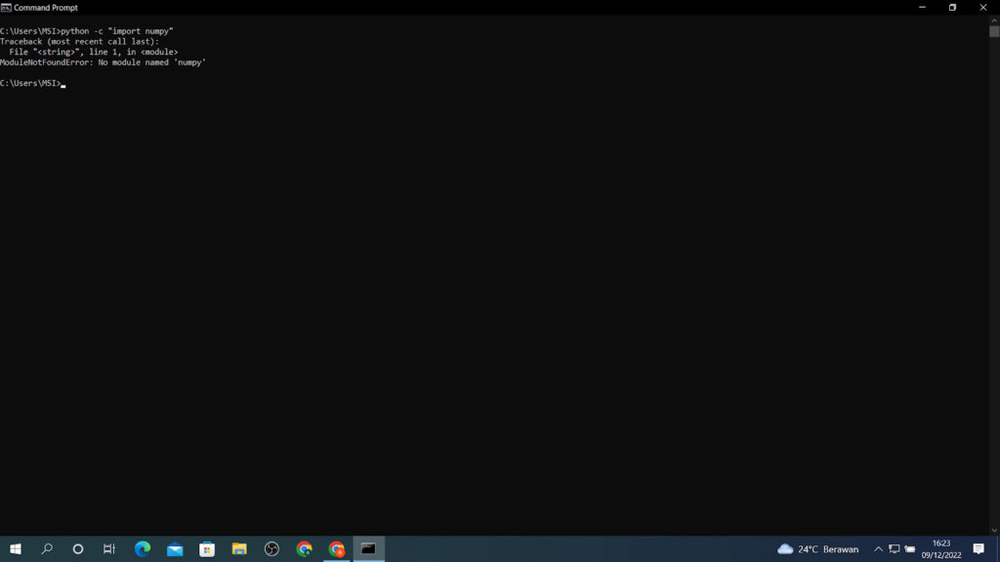 Command Prompt
C:\Users\MSI>python -c "import numpy"
Traceback (most recent call last):
  File "<string>", line 1, in <module>
ModuleNotFoundError: No module named 'numpy'
C:\Users\MSI>
24°C Berawan
16:23
09/12/2022